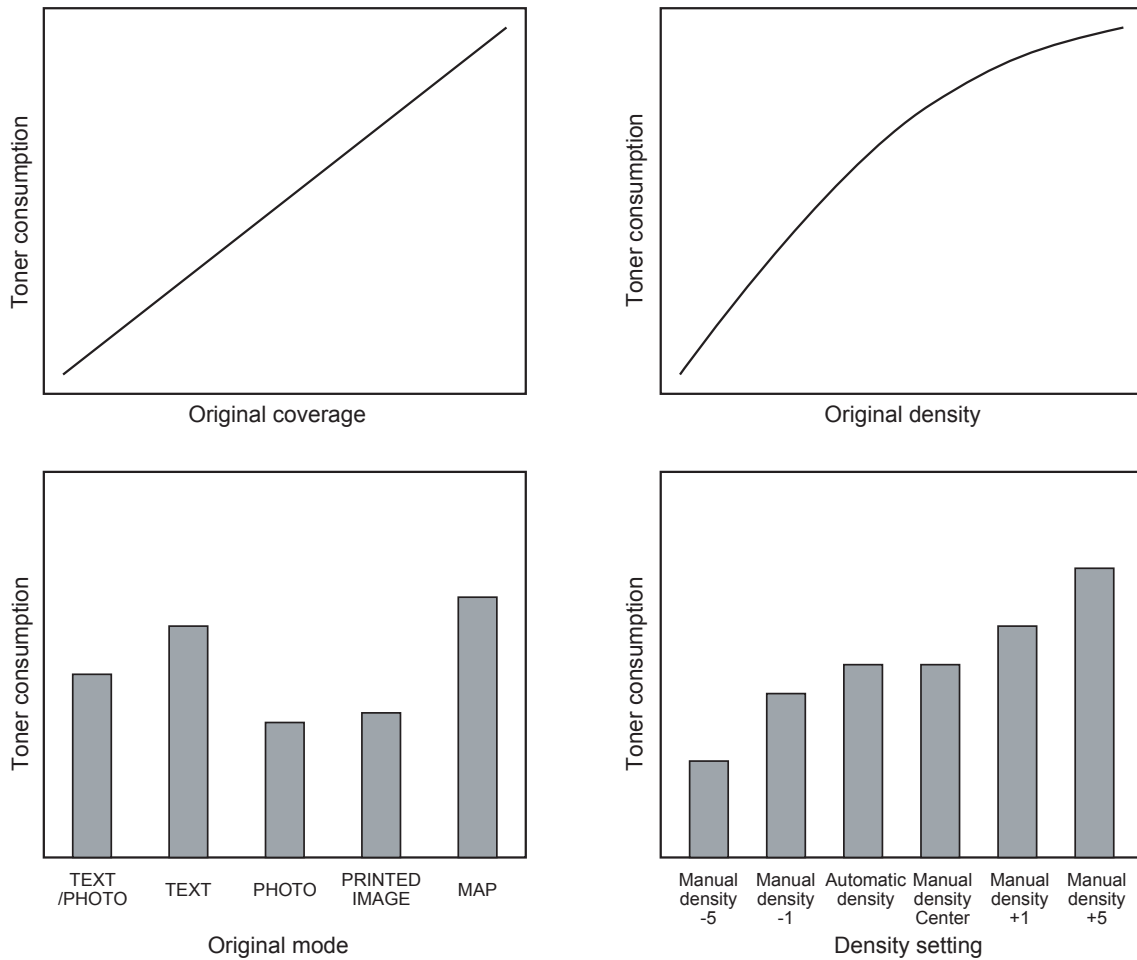 Toner consumption
Original coverage
Toner consumption
Original density
Toner consumption
TEXT
/PHOTO
TEXT
PHOTO
PRINTED
IMAGE
MAP
Original mode
Toner consumption
Manual
density
-5
Manual
density
-1
Automatic
density
Manual
density
Center
Manual
density
+1
Manual
density
+5
Density setting